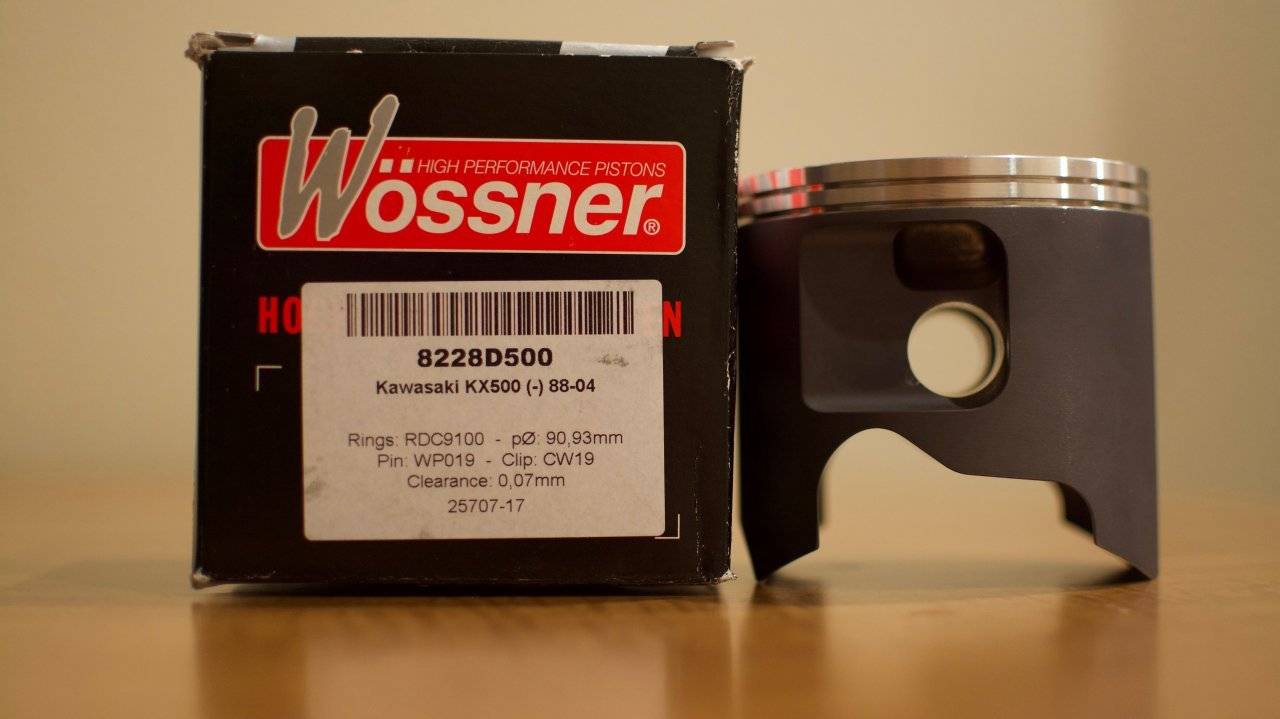 HIGH PERFORMANCE PISTONS
Wössner®
HO N
8228D500
Kawasaki KX500 (-) 88-04
Rings: RDC9100 - pØ: 90,93mm
Pin: WP019 - Clip: CW19
Clearance: 0,07mm
25707-17